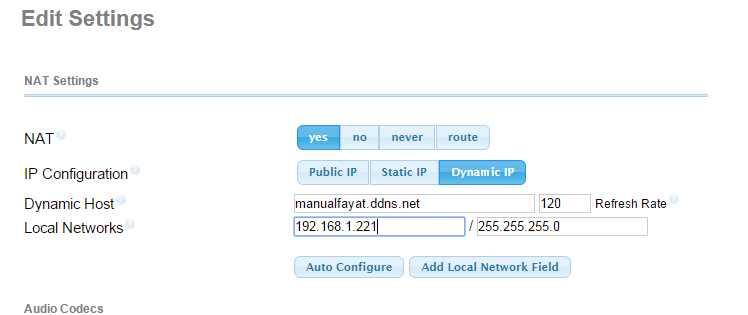 Edit Settings
NAT Settings
NAT yes no never route
IP Configuration Public IP Static IP Dynamic IP
Dynamic Host manualfayat.ddns.net 120 Refresh Rate
Local Networks 192.168.1.221 / 255.255.255.0
Auto Configure Add Local Network Field
Audio Codecs